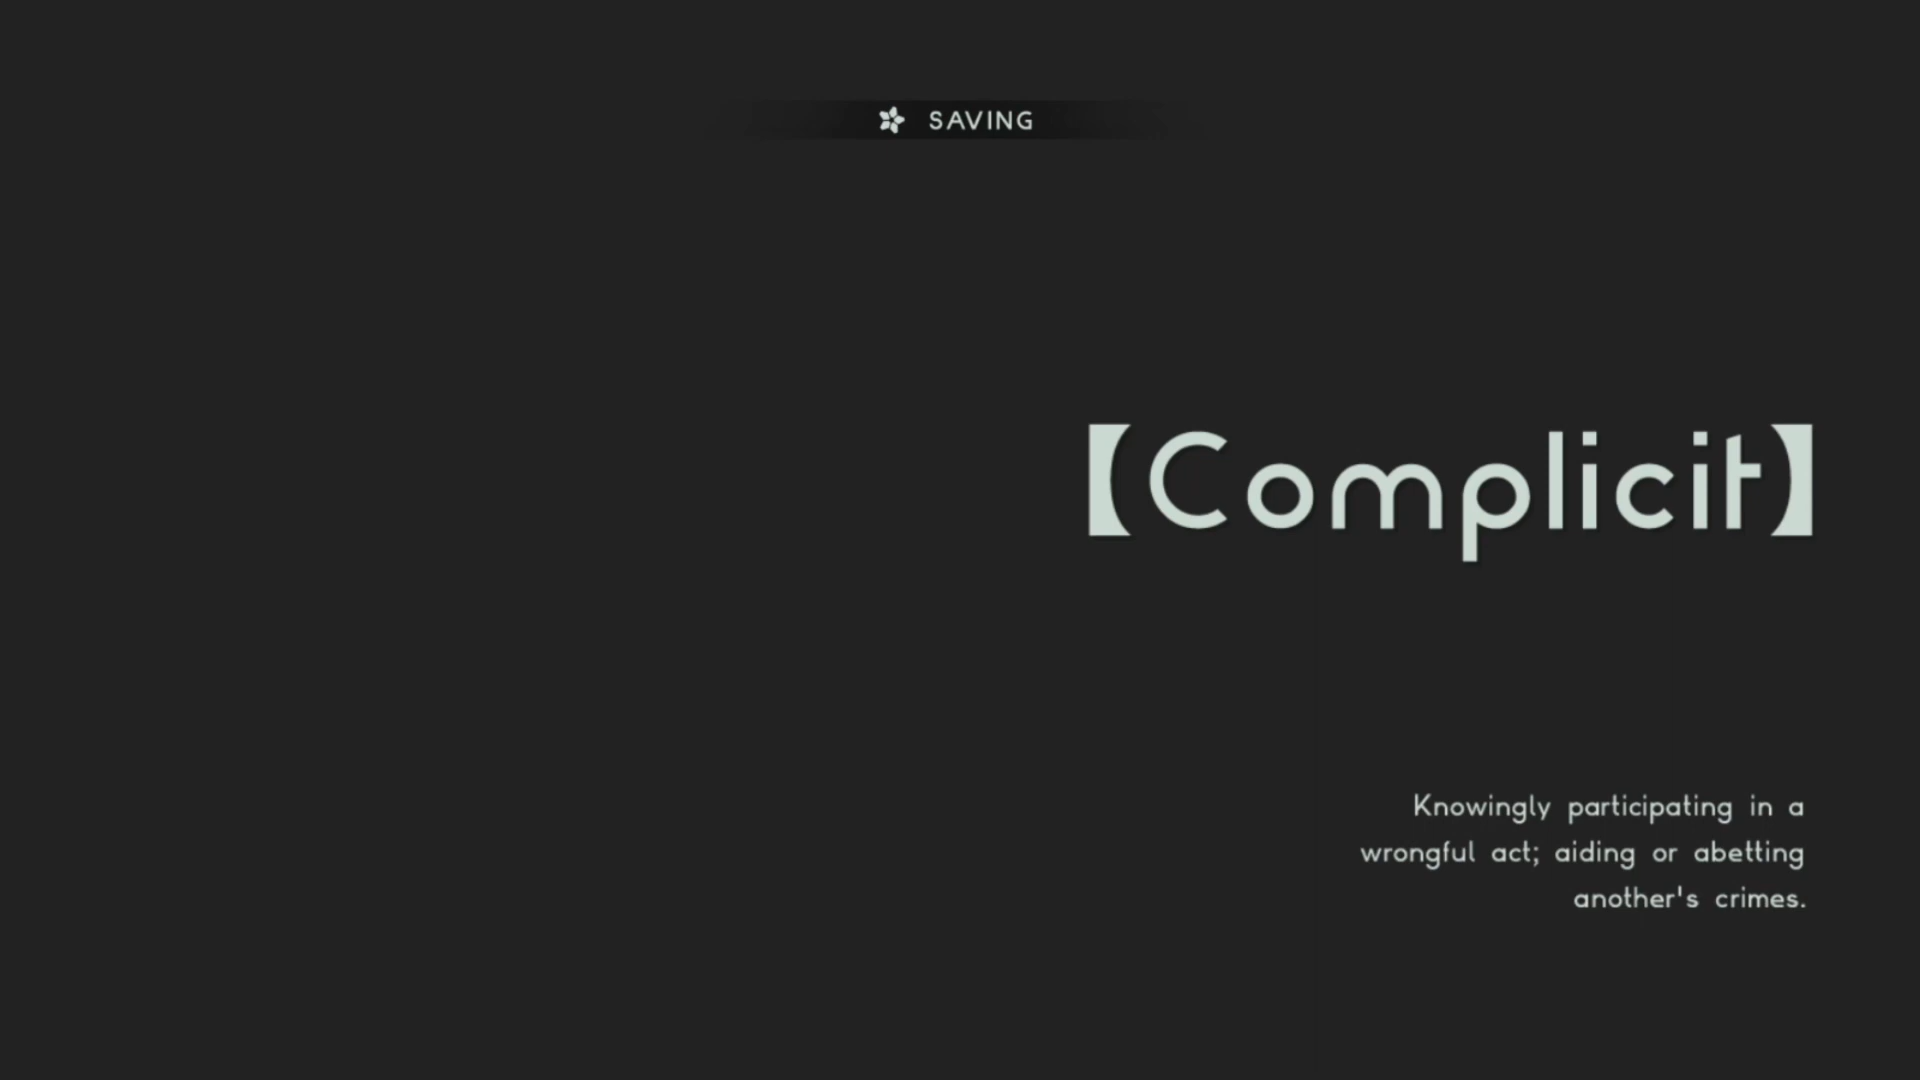 SAVING
【Complicit】
Knowingly participating in a
wrongful act; aiding or abetting
another's crimes.